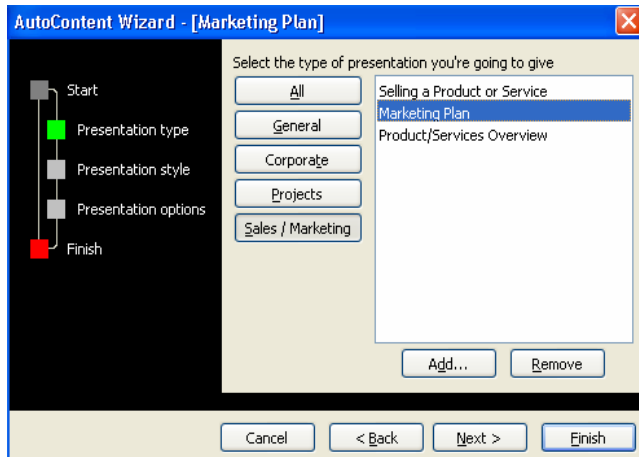 AutoContent Wizard - [Marketing Plan]
Start
Presentation type
Presentation style
Presentation options
Finish
Select the type of presentation you're going to give
All
General
Corporate
Projects
Sales / Marketing
Selling a Product or Service
Marketing Plan
Product/Services Overview
Add...
Remove
Cancel
< Back
Next >
Finish